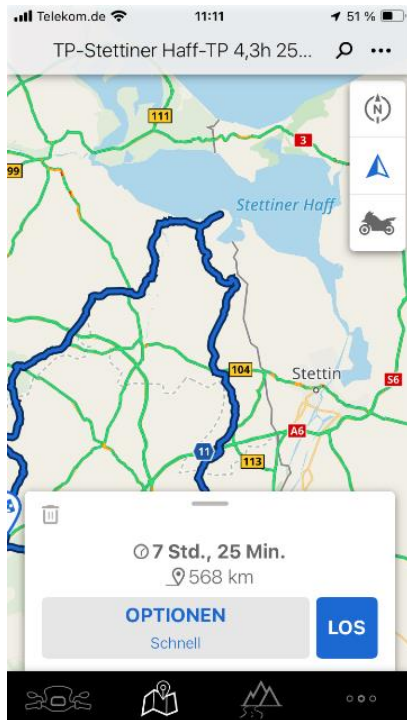 Telekom.de
11:11
51 %
TP-Stettiner Haff-TP 4,3h 25...
111
3
N
99
Stettiner Haff
104
Stettin
S6
A6
11
113
7 Std., 25 Min.
568 km
OPTIONEN
Schnell
LOS